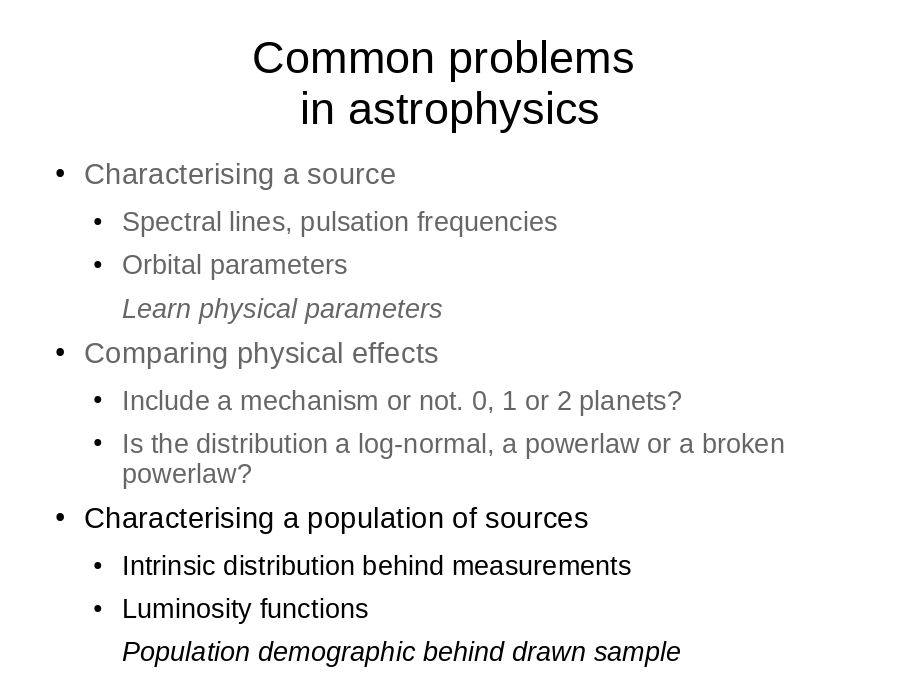 Common problems
in astrophysics
• Characterising a source
• Spectral lines, pulsation frequencies
• Orbital parameters
Learn physical parameters
• Comparing physical effects
• Include a mechanism or not. 0, 1 or 2 planets?
• Is the distribution a log-normal, a powerlaw or a broken
powerlaw?
• Characterising a population of sources
• Intrinsic distribution behind measurements
• Luminosity functions
Population demographic behind drawn sample